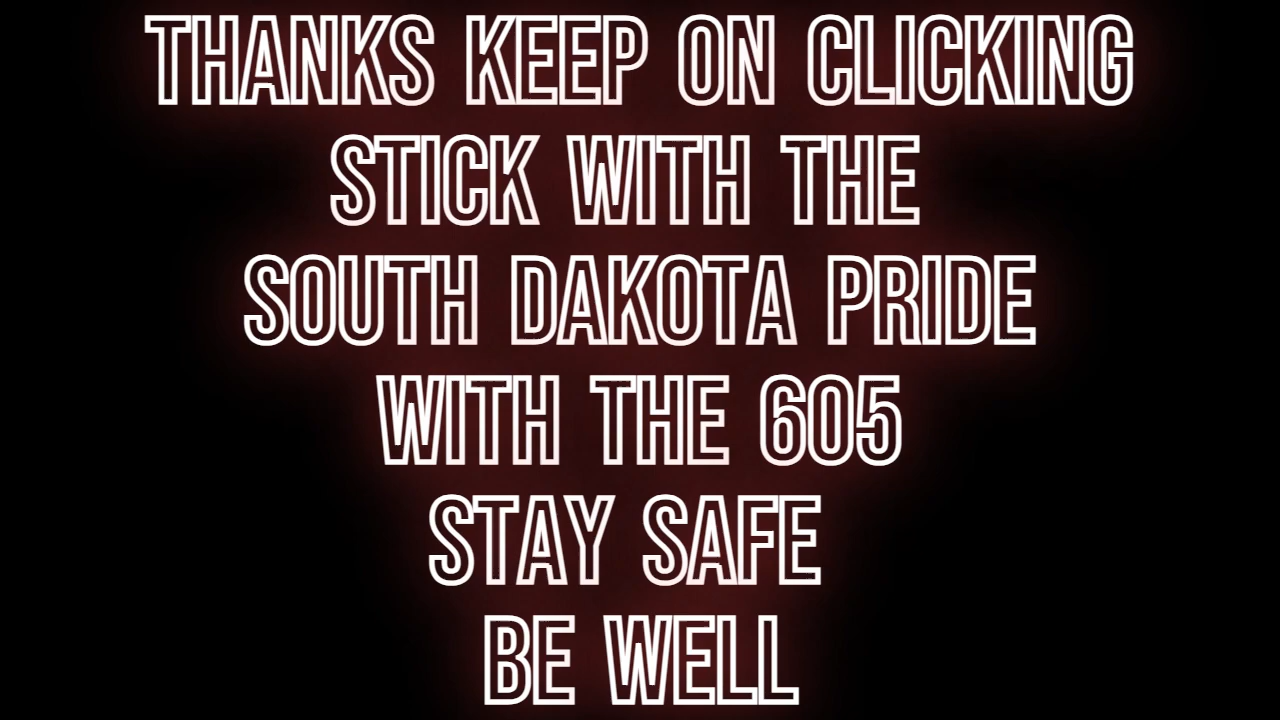 THANKS KEEP ON CLICKING
STICK WITH THE
SOUTH DAKOTA PRIDE
WITH THE 605
STAY SAFE
BE WELL